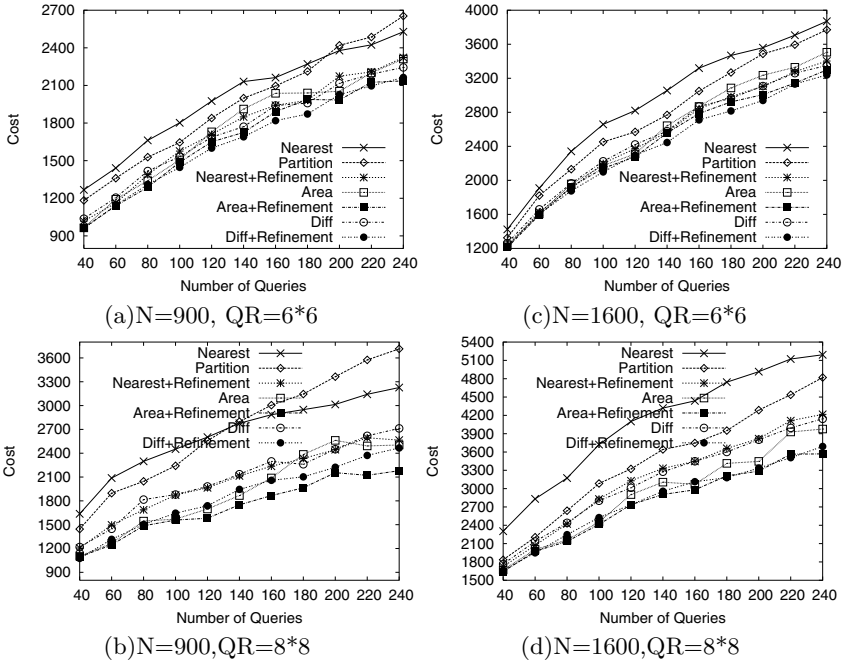 2700
2400
2100
1800
1500
1200
900
Cost
40 60 80 100 120 140 160 180 200 220 240
Number of Queries
Nearest
Partition
Nearest+Refinement
Area
Area+Refinement
Diff
Diff+Refinement
(a)N=900, QR=6*6
4000
3600
3200
2800
2400
2000
1600
1200
Cost
40 60 80 100 120 140 160 180 200 220 240
Number of Queries
Nearest
Partition
Nearest+Refinement
Area
Area+Refinement
Diff
Diff+Refinement
(c)N=1600, QR=6*6
3600
3300
3000
2700
2400
2100
1800
1500
1200
900
Cost
40 60 80 100 120 140 160 180 200 220 240
Number of Queries
Nearest
Partition
Nearest+Refinement
Area
Area+Refinement
Diff
Diff+Refinement
(b)N=900,QR=8*8
5400
5100
4800
4500
4200
3900
3600
3300
3000
2700
2400
2100
1800
1500
Cost
40 60 80 100 120 140 160 180 200 220 240
Number of Queries
Nearest
Partition
Nearest+Refinement
Area
Area+Refinement
Diff
Diff+Refinement
(d)N=1600,QR=8*8